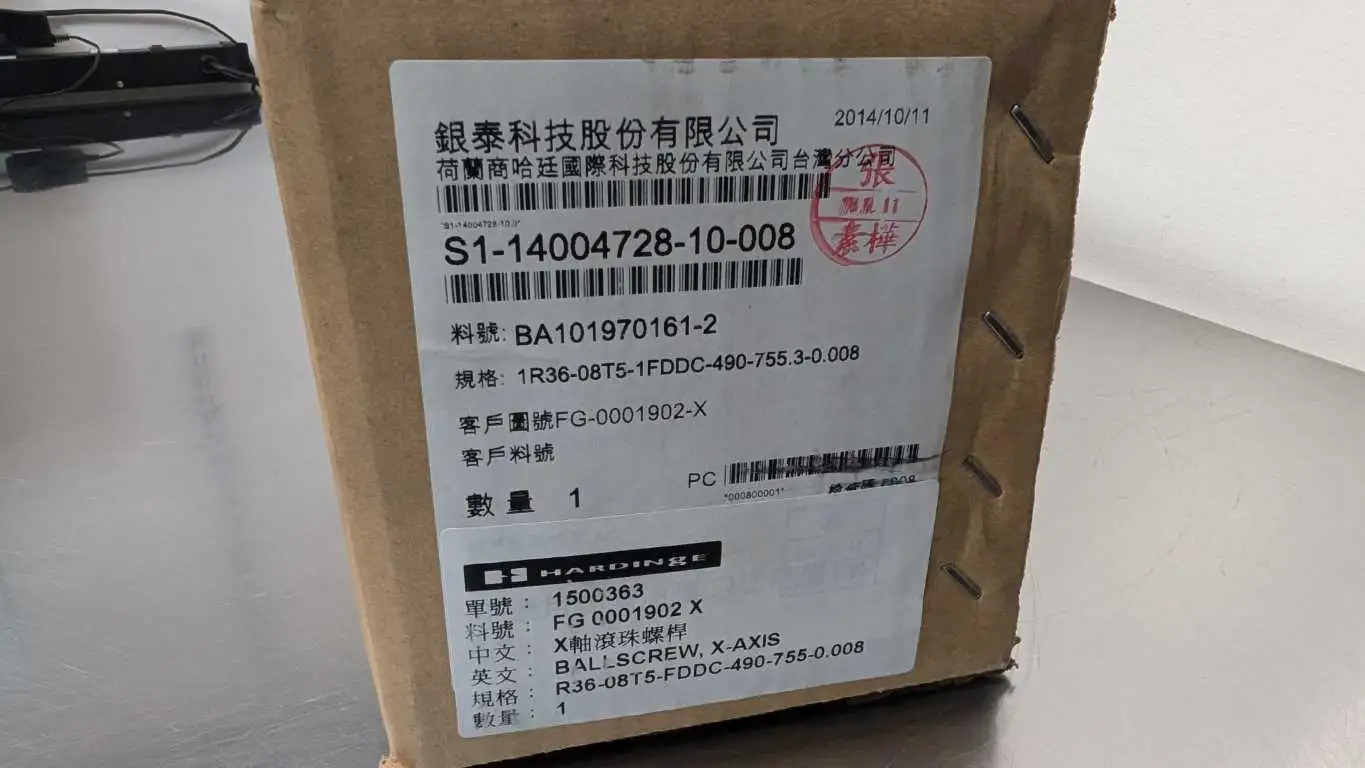 銀泰科技股份有限公司
2014/10/11
荷蘭商哈廷國際科技股份有限公司台灣分公司
張
素樺
S1-14004728-10-008
料號: BA101970161-2
規格: 1R36-08T5-1FDDC-490-755.3-0.008
客戶圖號FG-0001902-X
客戶料號
數量 1
PC
*000800001*
HARDINGE
單號: 1500363
料號: FG 0001902 X
中文: X軸滾珠螺桿
英文: BALLSCREW, X-AXIS
規格: R36-08T5-FDDC-490-755-0.008
數量: 1